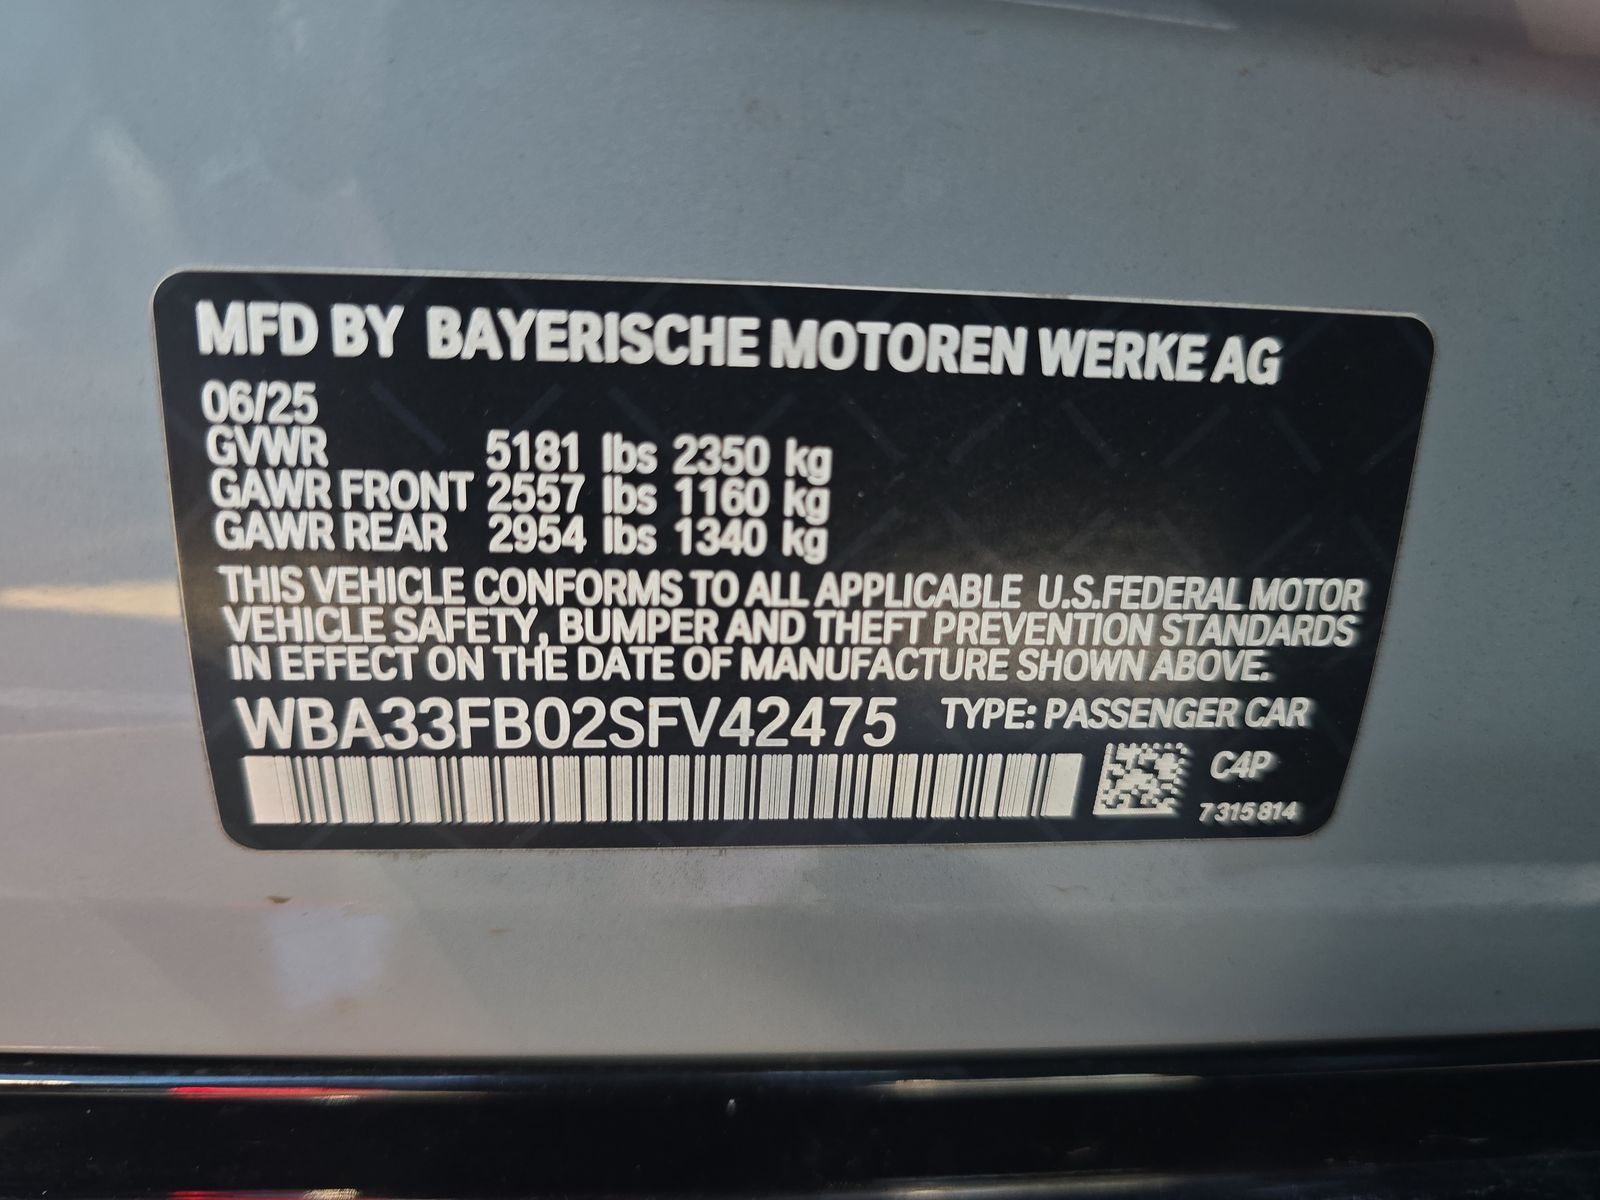 MFD BY BAYERISCHE MOTOREN WERKE AG
06/25
GVWR 5181 lbs 2350 kg
GAWR FRONT 2557 lbs 1160 kg
GAWR REAR 2954 lbs 1340 kg
THIS VEHICLE CONFORMS TO ALL APPLICABLE U.S.FEDERAL MOTOR
VEHICLE SAFETY, BUMPER AND THEFT PREVENTION STANDARDS
IN EFFECT ON THE DATE OF MANUFACTURE SHOWN ABOVE.
WBA33FB02SFV42475 TYPE: PASSENGER CAR
C4P
7 315 814